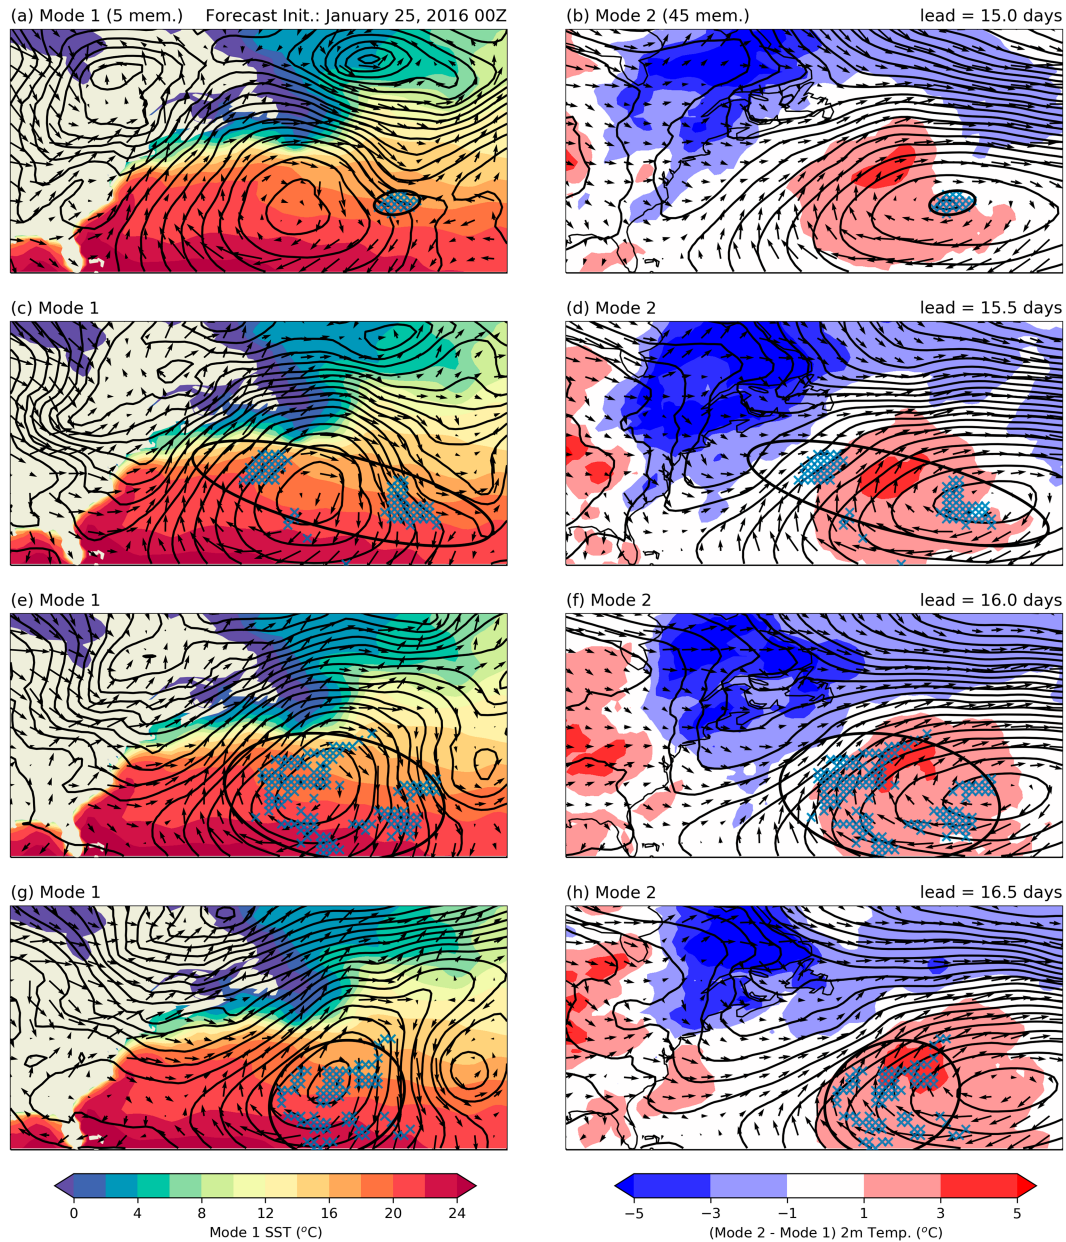 (a) Mode 1 (5 mem.) Forecast Init.: January 25, 2016 00Z
(b) Mode 2 (45 mem.) lead = 15.0 days
(c) Mode 1
(d) Mode 2 lead = 15.5 days
(e) Mode 1
(f) Mode 2 lead = 16.0 days
(g) Mode 1
(h) Mode 2 lead = 16.5 days
0 4 8 12 16 20 24
Mode 1 SST (°C)
−5 −3 −1 1 3 5
(Mode 2 - Mode 1) 2m Temp. (°C)